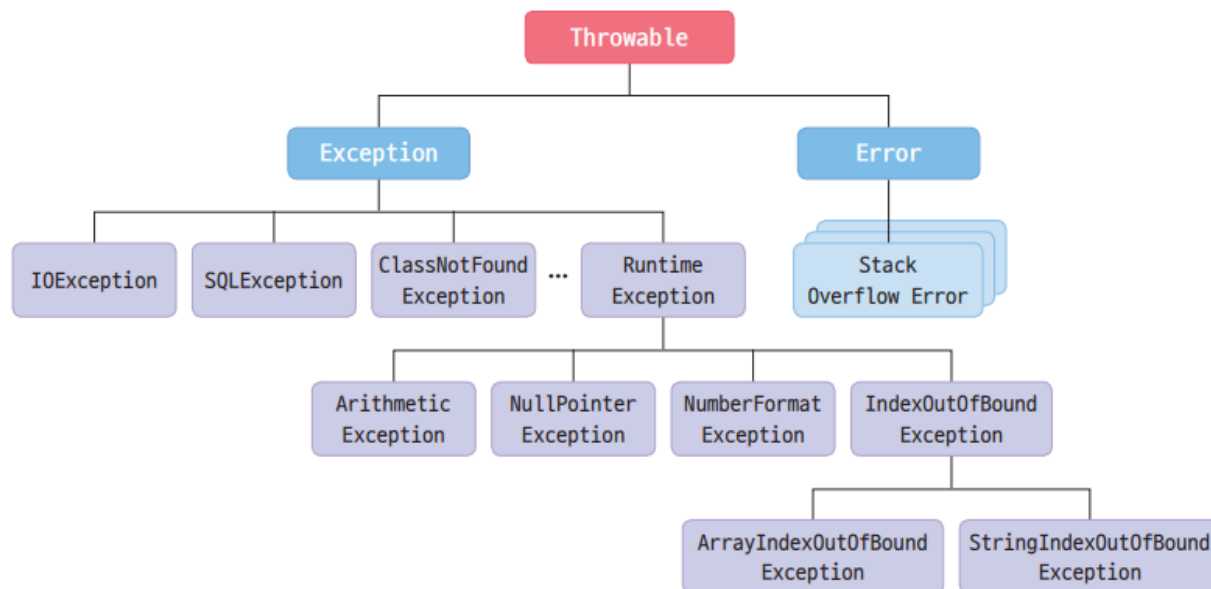 Throwable
Exception
Error
IOException
SQLException
ClassNotFound
Exception
...
Runtime
Exception
Stack
Overflow Error
Arithmetic
Exception
NullPointer
Exception
NumberFormat
Exception
IndexOutOfBound
Exception
ArrayIndexOutOfBound
Exception
StringIndexOutOfBound
Exception